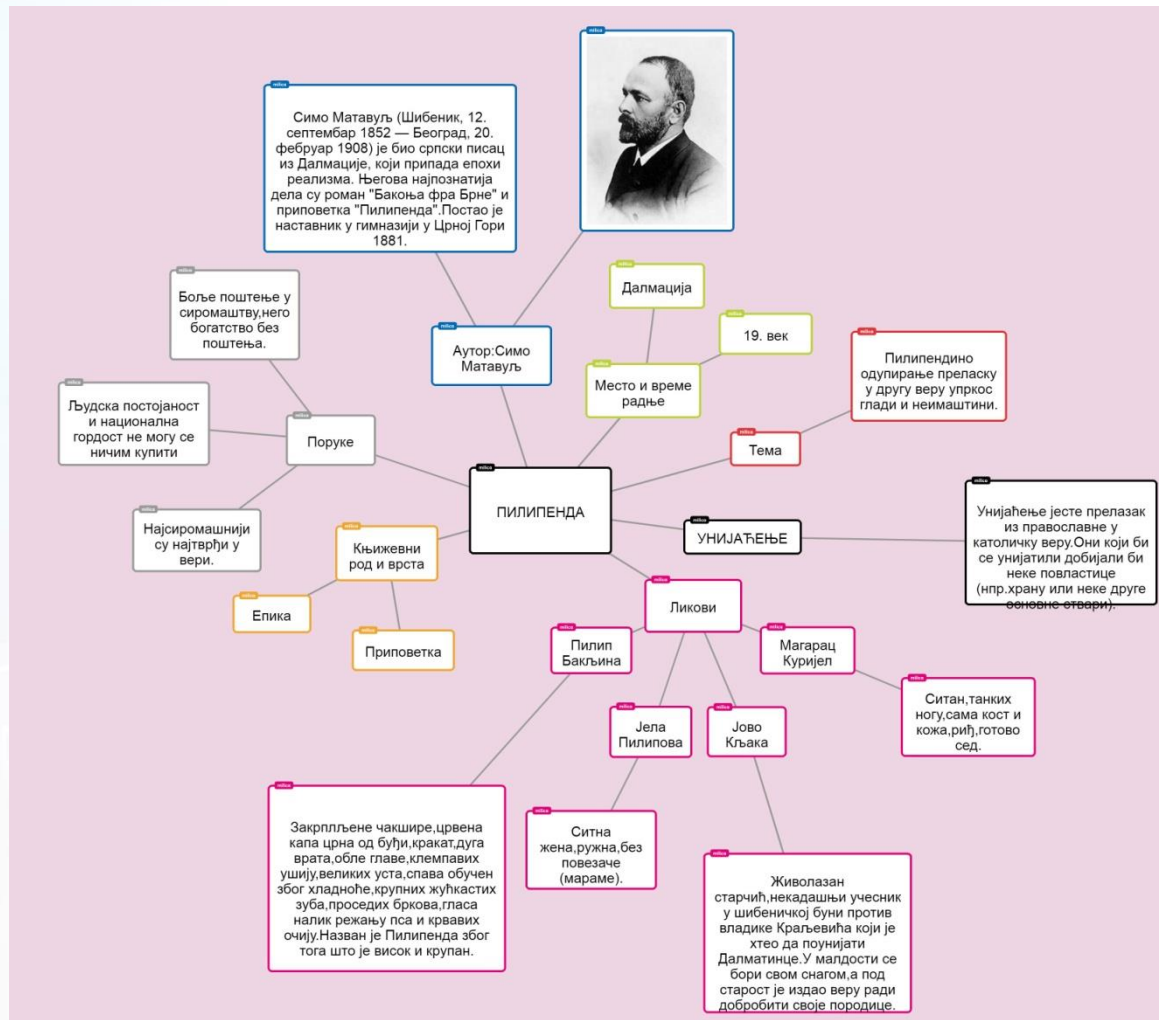 Симо Матавуљ (Шибеник, 12.
септембар 1852 — Београд, 20.
фебруар 1908) је био српски писац
из Далмације, који припада епохи
реализма. Његова најпознатија
дела су роман "Бакоња фра Брне" и
приповетка "Пилипенда".Постао је
наставник у гимназији у Црној Гори
1881.
Аутор:Симо
Матавуљ
Далмација
19. век
Место и време
радње
Пилипендино
одупирање преласку
у другу веру упркос
глади и неимаштини.
Тема
Боље поштење у
сиромаштву,него
богатство без
поштења.
Људска постојаност
и национална
гордост не могу се
ничим купити
Поруке
Најсиромашнији
су најтврђи у
вери.
ПИЛИПЕНДА
УНИЈАЋЕЊЕ
Унијаћење јесте прелазак
из православне у
католичку веру.Они који би
се унијатили добијали би
неке повластице
(нпр.храну или неке друге
основне ствари).
Књижевни
род и врста
Епика
Приповетка
Ликови
Пилип
Бакљина
Магарац
Куријел
Јела
Пилипова
Јово
Кљака
Ситан,танких
ногу,сама кост и
кожа,риђ,готово
сед.
Закрпљене чакшире,црвена
капа црна од буђи,кракат,дуга
врата,обле главе,клемпавих
ушију,великих уста,спава обучен
због хладноће,крупних жућкастих
зуба,проседих бркова,гласа
налик режању пса и крвавих
очију.Назван је Пилипенда због
тога што је висок и крупан.
Ситна
жена,ружна,без
повезаче
(мараме).
Живолазан
старчић,некадашњи учесник
у шибеничкој буни против
владике Краљевића који је
хтео да поунијати
Далматинце.У малдости се
бори свом снагом,а под
старост је издао веру ради
добробити своје породице.